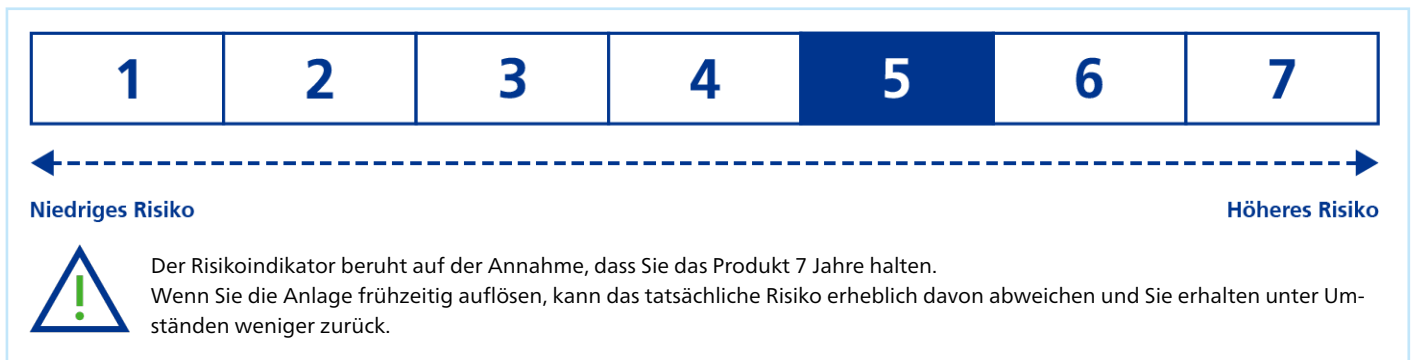 1 2 3 4 5 6 7
Niedriges Risiko Höheres Risiko
Der Risikoindikator beruht auf der Annahme, dass Sie das Produkt 7 Jahre halten.
Wenn Sie die Anlage frühzeitig auflösen, kann das tatsächliche Risiko erheblich davon abweichen und Sie erhalten unter Um-
ständen weniger zurück.